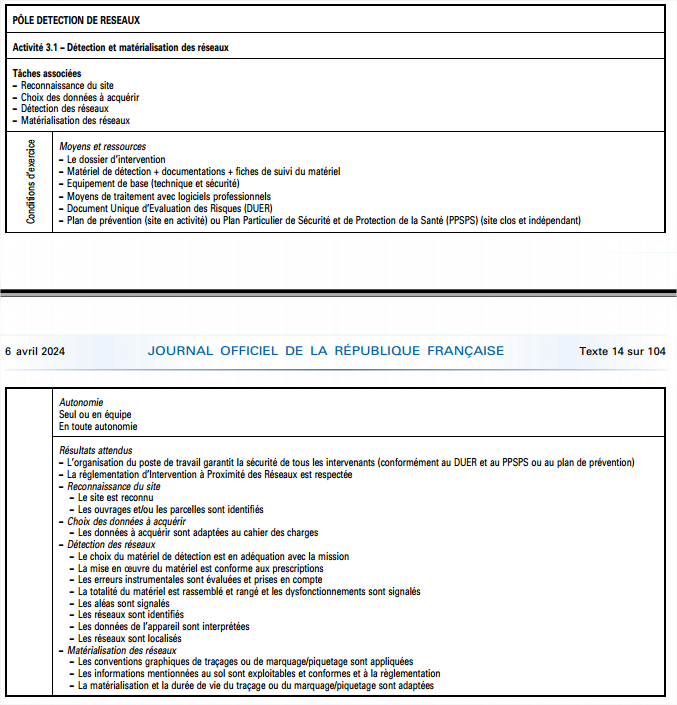 PÔLE DETECTION DE RESEAUX
Activité 3.1 – Détection et matérialisation des réseaux
Tâches associées
– Reconnaissance du site
– Choix des données à acquérir
– Détection des réseaux
– Matérialisation des réseaux
Conditions d'exercice
Moyens et ressources
– Le dossier d'intervention
– Matériel de détection + documentations + fiches de suivi du matériel
– Equipement de base (technique et sécurité)
– Moyens de traitement avec logiciels professionnels
– Document Unique d'Evaluation des Risques (DUER)
– Plan de prévention (site en activité) ou Plan Particulier de Sécurité et de Protection de la Santé (PPSPS) (site clos et indépendant)
6 avril 2024
JOURNAL OFFICIEL DE LA RÉPUBLIQUE FRANÇAISE
Texte 14 sur 104
Autonomie
Seul ou en équipe
En toute autonomie
Résultats attendus
– L'organisation du poste de travail garantit la sécurité de tous les intervenants (conformément au DUER et au PPSPS ou au plan de prévention)
– La réglementation d'Intervention à Proximité des Réseaux est respectée
– Reconnaissance du site
– Le site est reconnu
– Les ouvrages et/ou les parcelles sont identifiés
– Choix des données à acquérir
– Les données à acquérir sont adaptées au cahier des charges
– Détection des réseaux
– Le choix du matériel de détection est en adéquation avec la mission
– La mise en œuvre du matériel est conforme aux prescriptions
– Les erreurs instrumentales sont évaluées et prises en compte
– La totalité du matériel est rassemblé et rangé et les dysfonctionnements sont signalés
– Les aléas sont signalés
– Les réseaux sont identifiés
– Les données de l'appareil sont interprétées
– Les réseaux sont localisés
– Matérialisation des réseaux
– Les conventions graphiques de traçages ou de marquage/piquetage sont appliquées
– Les informations mentionnées au sol sont exploitables et conformes et à la règlementation
– La matérialisation et la durée de vie du traçage ou du marquage/piquetage sont adaptées